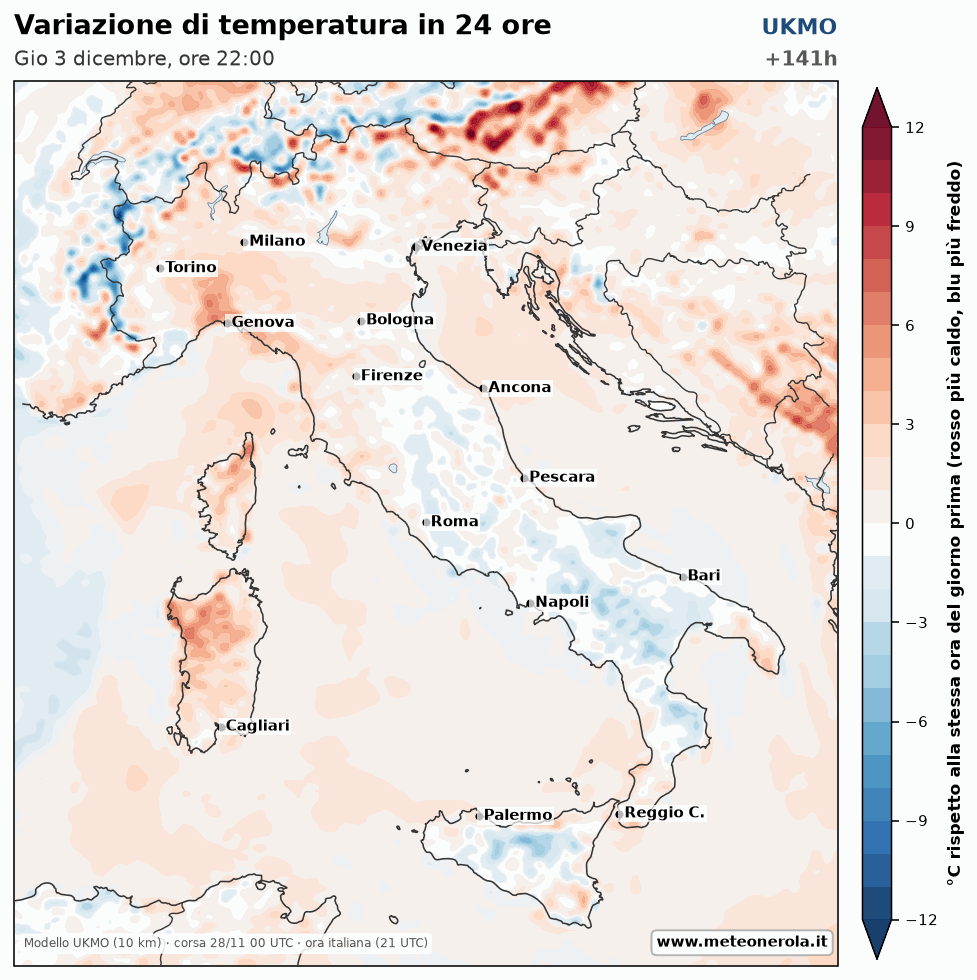 Variazione di temperatura in 24 ore
UKMO
Gio 3 dicembre, ore 22:00
+141h
Milano
Venezia
Torino
Genova
Bologna
Firenze
Ancona
Pescara
Roma
Bari
Napoli
Cagliari
Palermo
Reggio C.
12
9
6
3
0
−3
−6
−9
−12
°C rispetto alla stessa ora del giorno prima (rosso più caldo, blu più freddo)
Modello UKMO (10 km) · corsa 28/11 00 UTC · ora italiana (21 UTC)
www.meteonerola.it